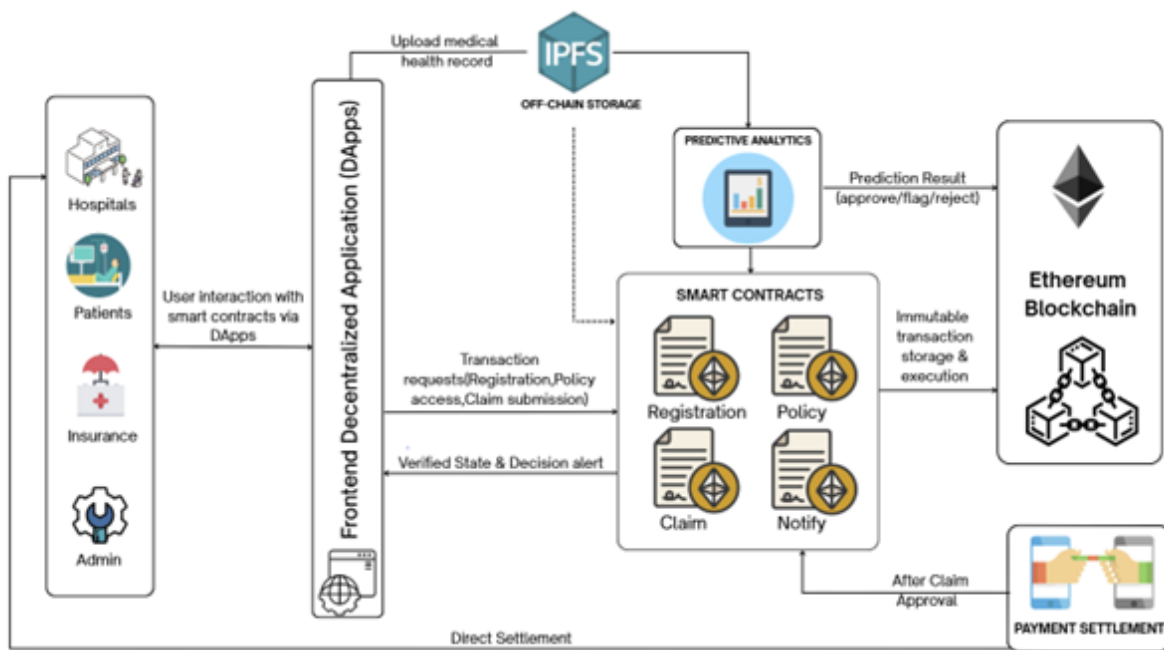 Upload medical
health record
IPFS
OFF-CHAIN STORAGE
Hospitals
Patients
Insurance
Admin
User interaction with
smart contracts via
DApps
Frontend Decentralized Application (DApps)
PREDICTIVE ANALYTICS
Prediction Result
(approve/flag/reject)
Ethereum
Blockchain
SMART CONTRACTS
Registration
Policy
Claim
Notify
Transaction
requests(Registration,Policy
access,Claim submission)
Verified State & Decision alert
Immutable
transaction
storage &
execution
After Claim
Approval
PAYMENT SETTLEMENT
Direct Settlement